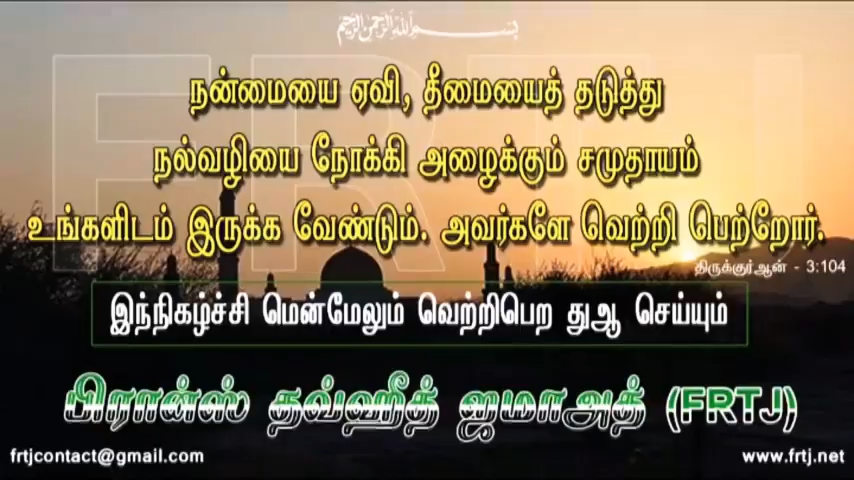 بسم الله الرحمن الرحيم
நன்மையை ஏவி, தீமையைத் தடுத்து
நல்வழியை நோக்கி அழைக்கும் சமுதாயம்
உங்களிடம் இருக்க வேண்டும். அவர்களே வெற்றி பெற்றோர்.
திருக்குர்ஆன் - 3:104
இந்நிகழ்ச்சி மென்மேலும் வெற்றிபெற துஆ செய்யும்
பிரான்ஸ் தவ்ஹீத் ஜமாஅத் (FRTJ)
frtjcontact@gmail.com www.frtj.net
FRTJ